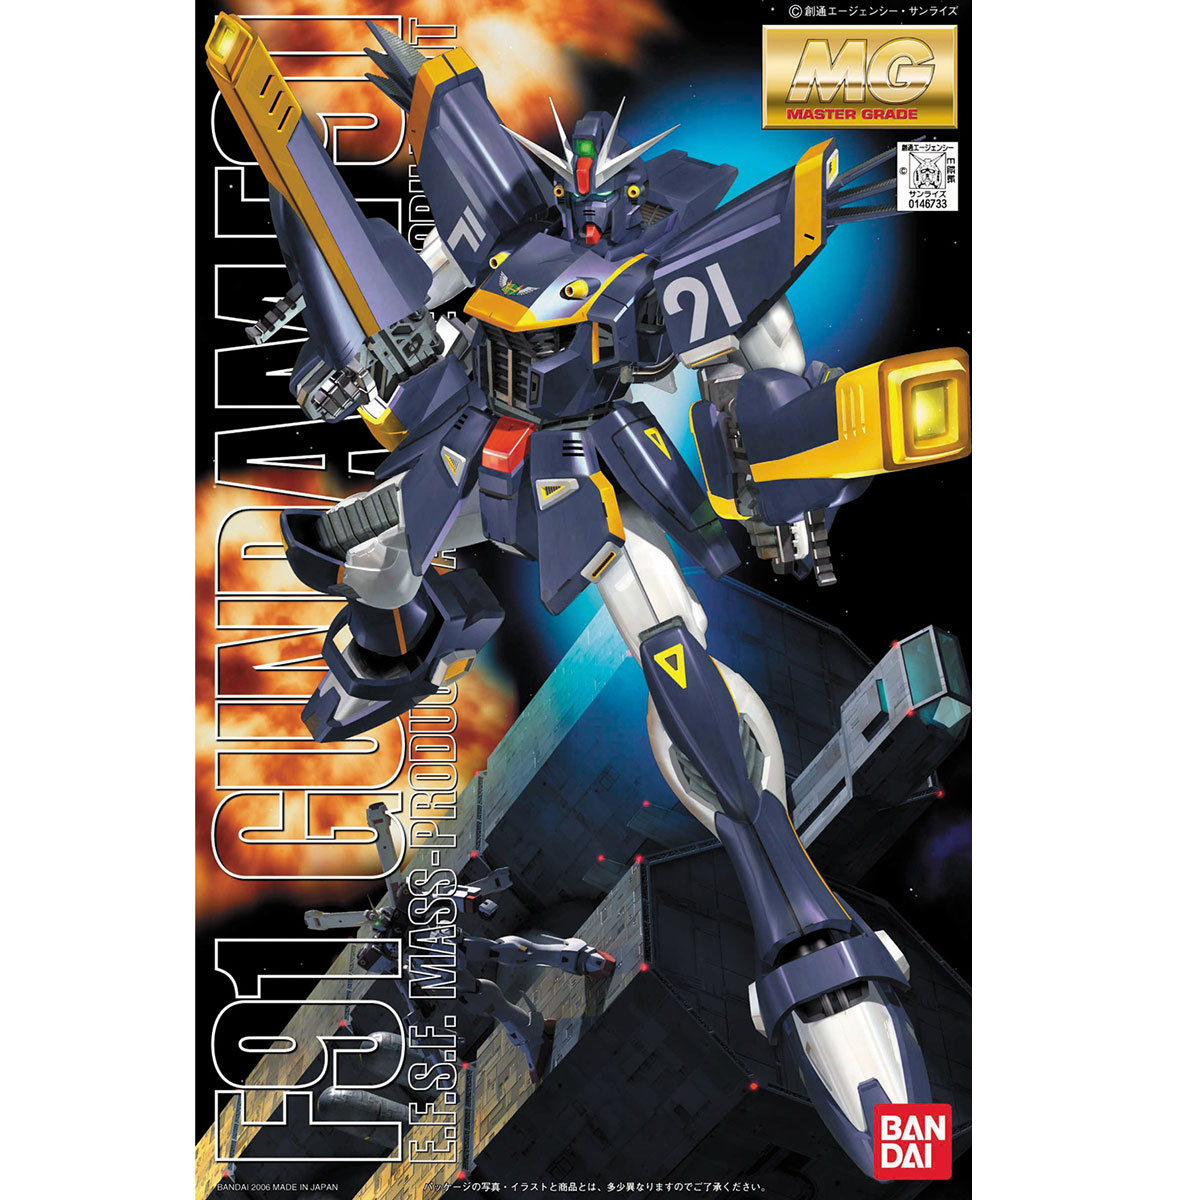 ©創通エージェンシー・サンライズ
MG
MASTER GRADE
創通エージェンシー
©
証紙
サンライズ
0146733
91
F91 GUNDAM F91
E.F.S.F. MASS-PRODUC
BAN
DAI
BANDAI 2006 MADE IN JAPAN
パッケージの写真・イラストと商品とは、多少異なりますのでご了承ください。